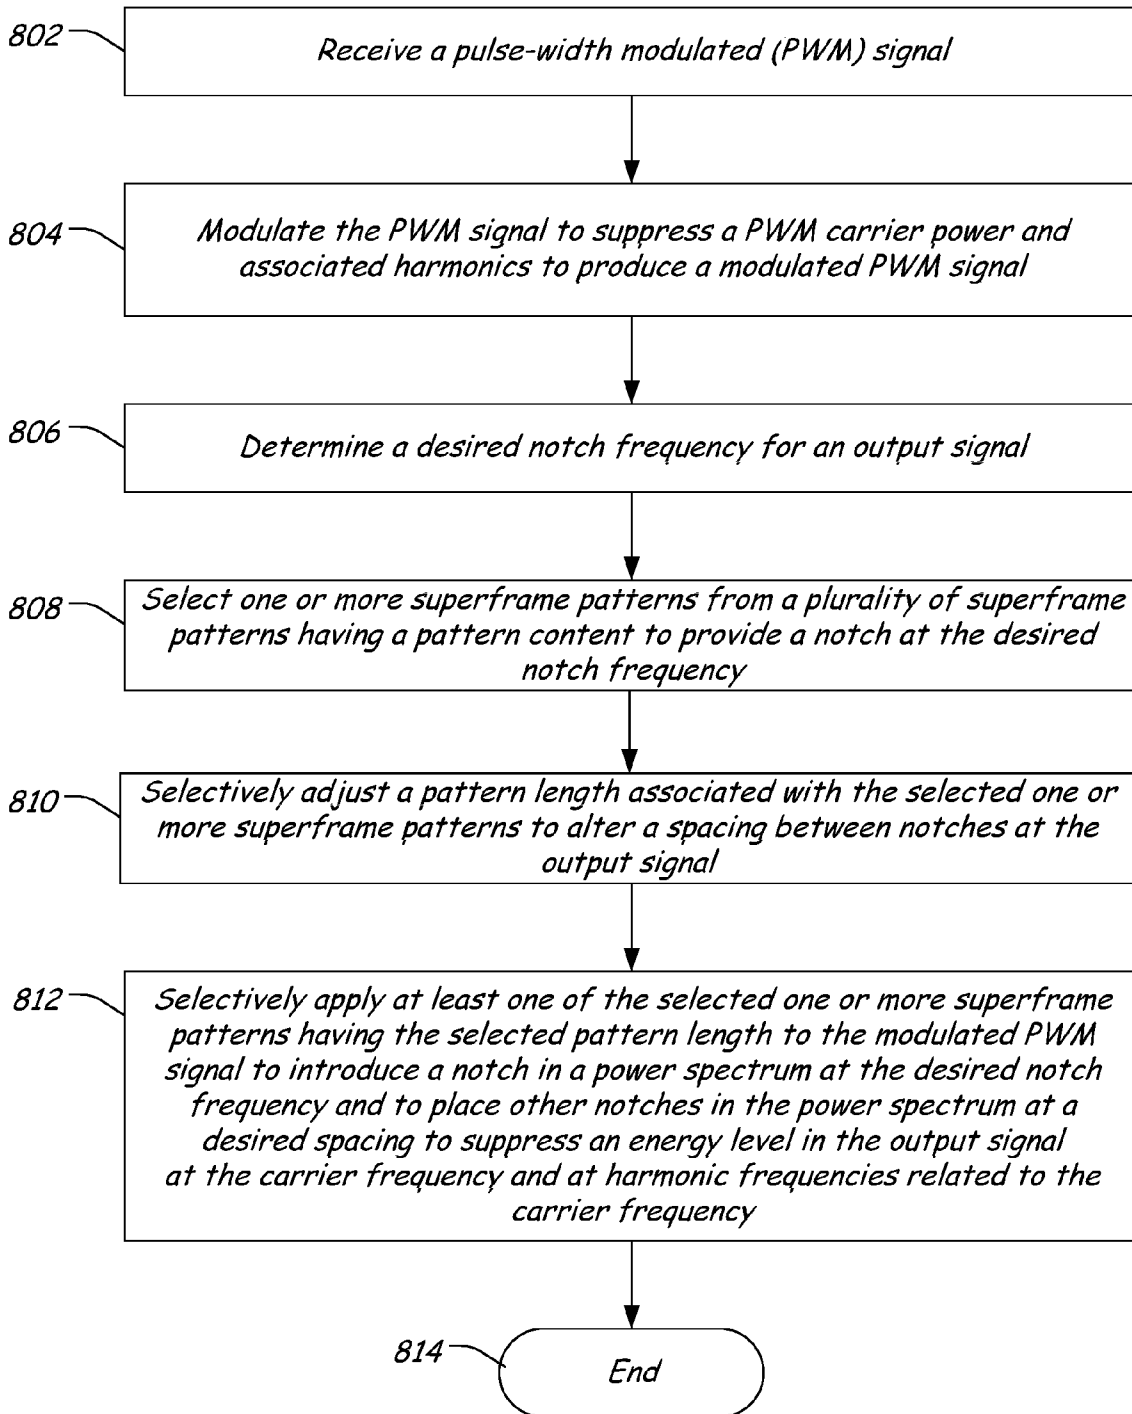 802
Receive a pulse-width modulated (PWM) signal
804
Modulate the PWM signal to suppress a PWM carrier power and
associated harmonics to produce a modulated PWM signal
806
Determine a desired notch frequency for an output signal
808
Select one or more superframe patterns from a plurality of superframe
patterns having a pattern content to provide a notch at the desired
notch frequency
810
Selectively adjust a pattern length associated with the selected one or
more superframe patterns to alter a spacing between notches at the
output signal
812
Selectively apply at least one of the selected one or more superframe
patterns having the selected pattern length to the modulated PWM
signal to introduce a notch in a power spectrum at the desired notch
frequency and to place other notches in the power spectrum at a
desired spacing to suppress an energy level in the output signal
at the carrier frequency and at harmonic frequencies related to the
carrier frequency
814
End